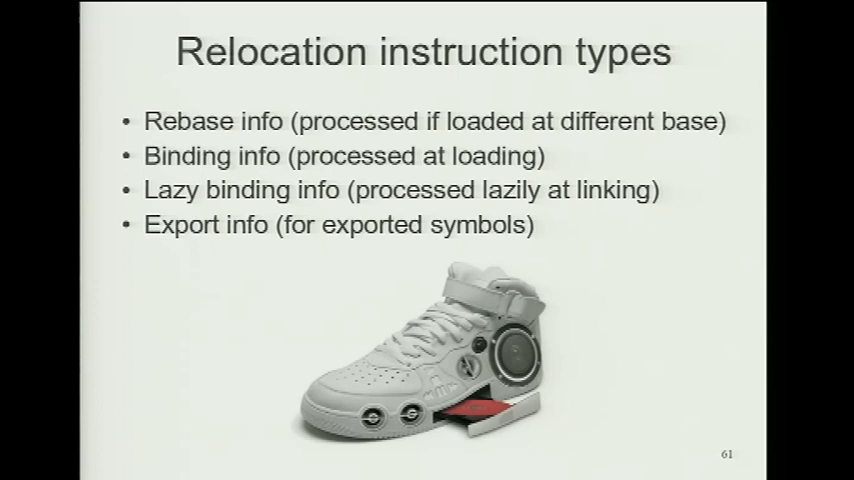 Relocation instruction types
• Rebase info (processed if loaded at different base)
• Binding info (processed at loading)
• Lazy binding info (processed lazily at linking)
• Export info (for exported symbols)
61